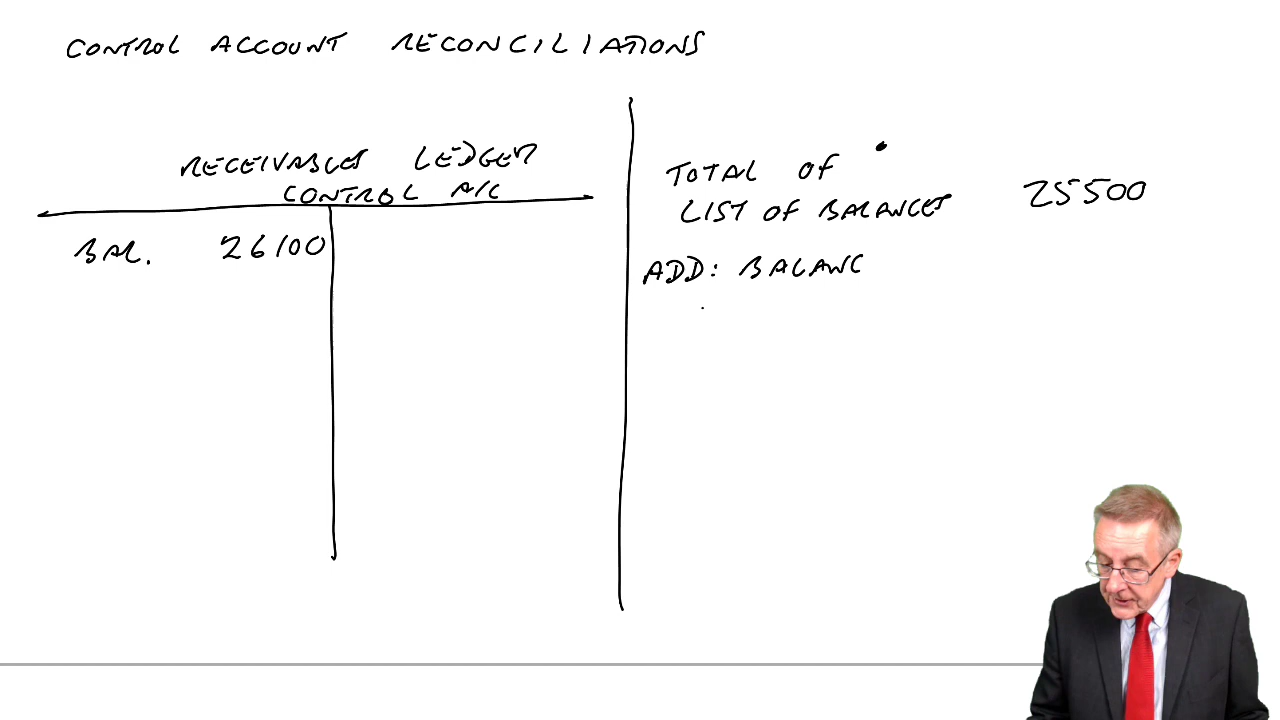 CONTROL ACCOUNT RECONCILIATIONS
RECEIVABLES LEDGER
CONTROL A/C
BAL. 26100
TOTAL OF
LIST OF BALANCES 25500
ADD: BALANC